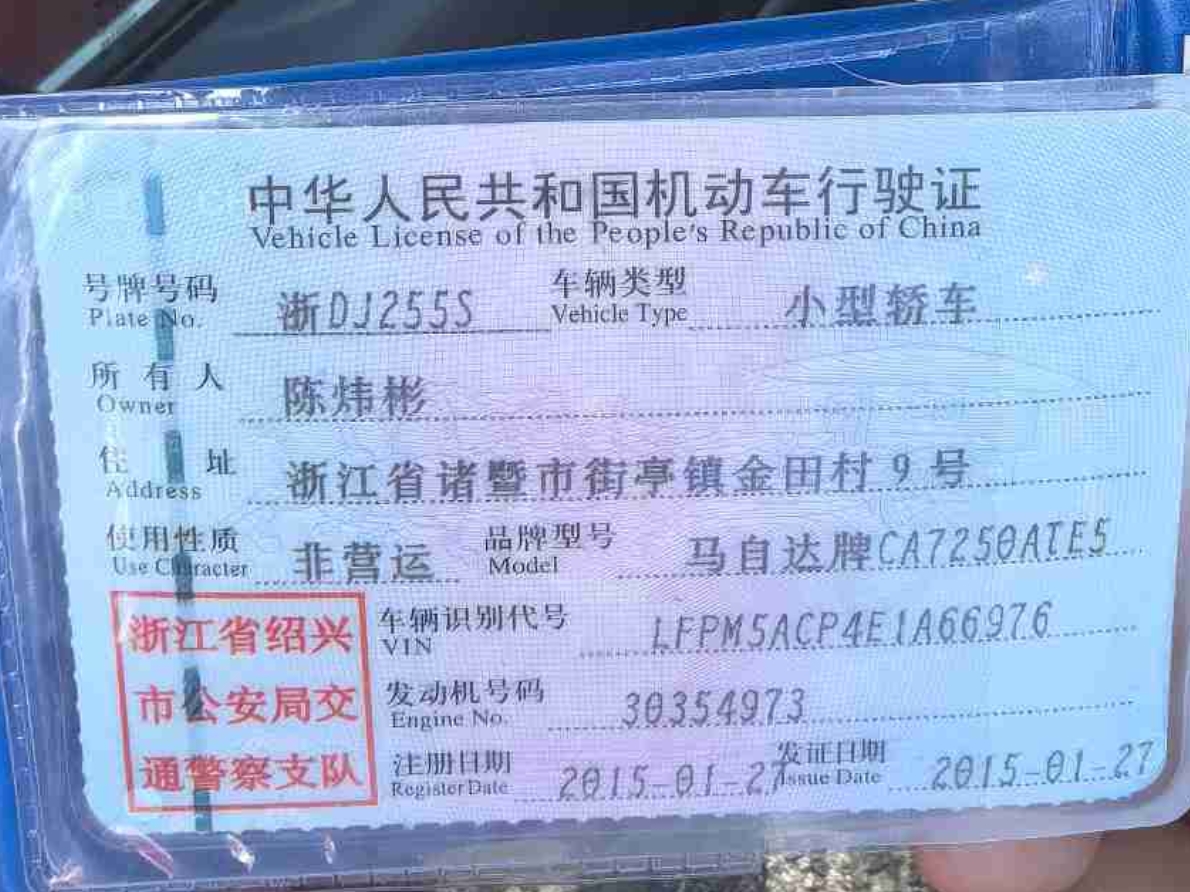 中华人民共和国机动车行驶证
Vehicle License of the People's Republic of China
号牌号码 浙DJ255S 车辆类型 小型轿车
Plate No. Vehicle Type
所有人 陈炜彬
Owner
住址 浙江省诸暨市街亭镇金田村9号
Address
使用性质 非营运 品牌型号 马自达牌CA7250ATE5
Use Character Model
浙江省绍兴
市公安局交
通警察支队
车辆识别代号 LFPM5ACP4E1A66976
VIN
发动机号码 30354973
Engine No.
注册日期 2015-01-27 发证日期 2015-01-27
Register Date Issue Date